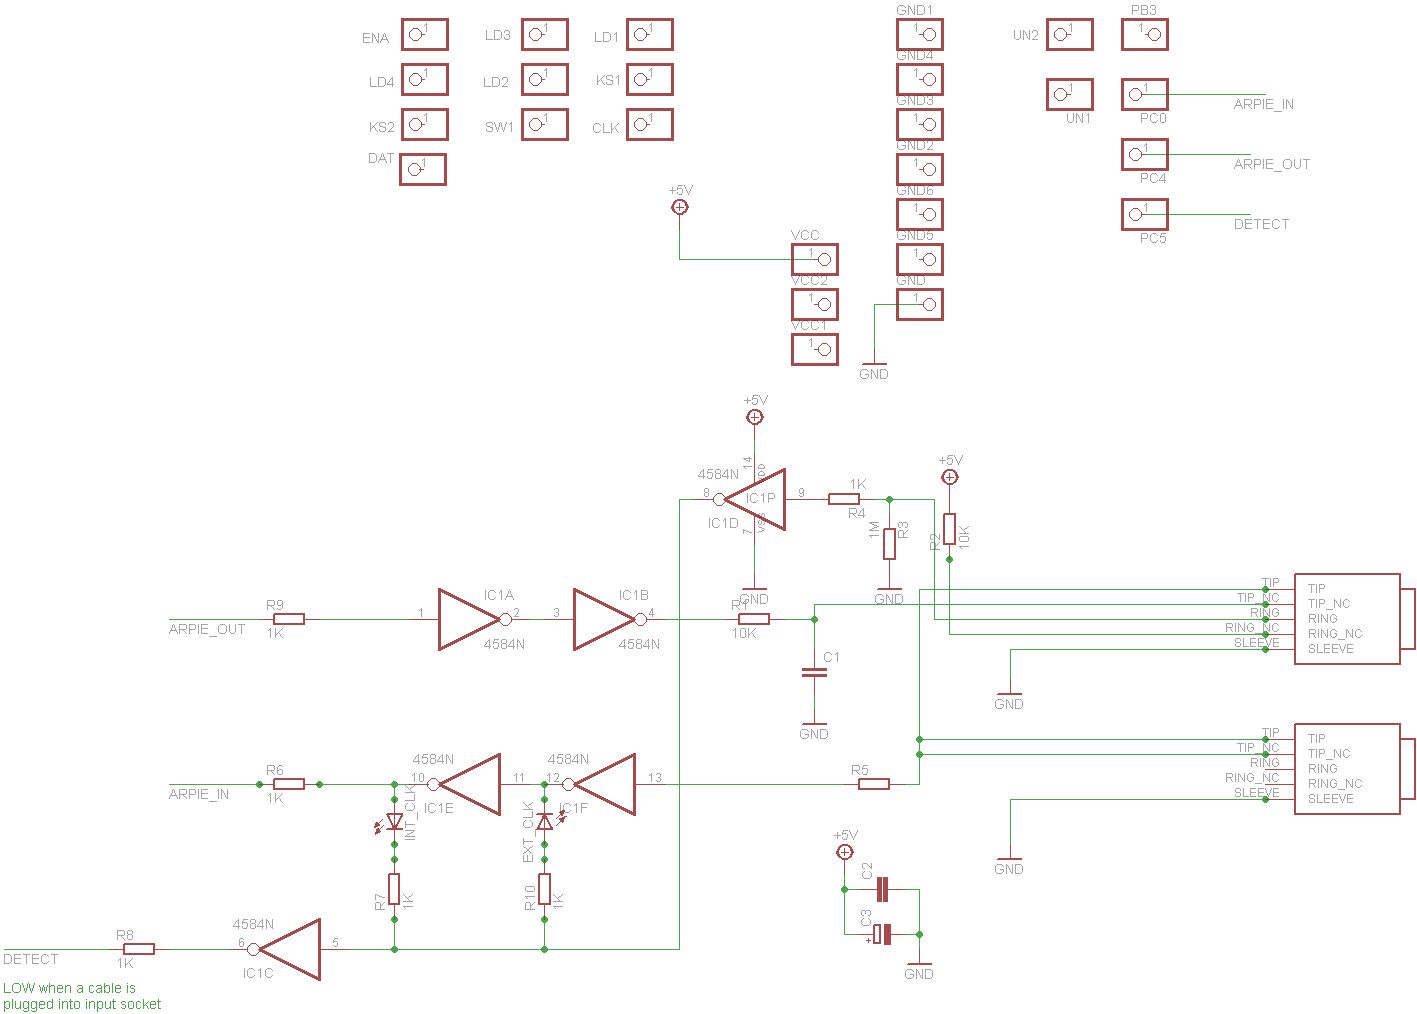 GND1
PB3
ENA
1
LD3
1
LD1
1
1
UN2
1
1
GND4
LD4
1
LD2
1
KS1
1
1
1
UN1
1
PC0
ARPIE_IN
GND3
KS2
1
SW1
1
CLK
1
1
GND2
DAT
1
1
1
PC4
ARPIE_OUT
+5V
GND6
1
1
PC5
DETECT
VCC
1
GND5
1
VCC2
1
GND
1
VCC1
1
GND
+5V
14
VDD
4584N
8
IC1P
9
1K
R4
IC1D
7
VSS
1M
R3
+5V
R2
10K
GND
GND
R9
1K
ARPIE_OUT
1
IC1A
2
4584N
3
IC1B
4
4584N
R1
10K
C1
GND
TIP
TIP
TIP_NC
TIP_NC
RING
RING
RING_NC
RING_NC
SLEEVE
SLEEVE
GND
TIP
TIP
TIP_NC
TIP_NC
RING
RING
RING_NC
RING_NC
SLEEVE
SLEEVE
GND
R6
1K
ARPIE_IN
4584N
10
IC1E
11
4584N
12
IC1F
13
R5
INT_CLK
EXT_CLK
R7
1K
R10
1K
+5V
C2
C3
+
GND
4584N
6
5
IC1C
R8
1K
DETECT
LOW when a cable is
plugged into input socket